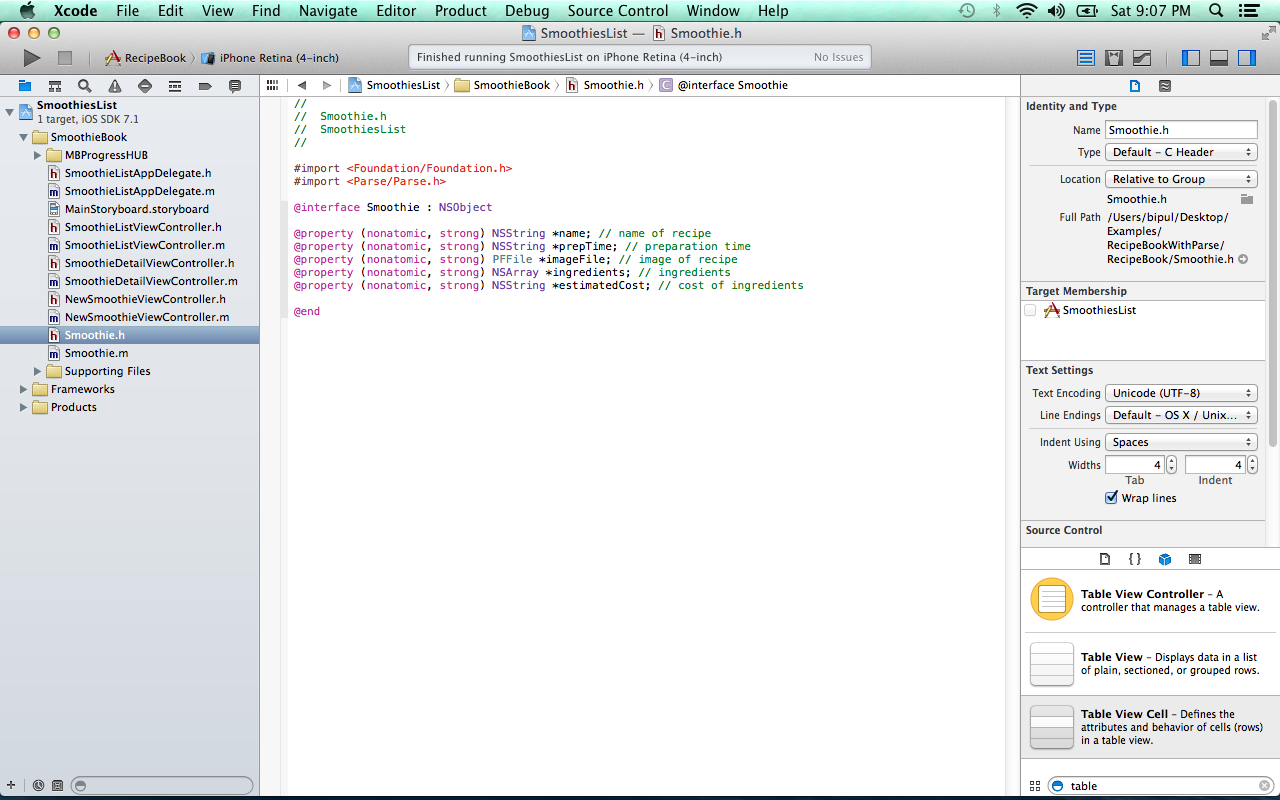 Xcode File Edit View Find Navigate Editor Product Debug Source Control Window Help Sat 9:07 PM
SmoothiesList — Smoothie.h
RecipeBook iPhone Retina (4-inch)
Finished running SmoothiesList on iPhone Retina (4-inch) No Issues
SmoothiesList SmoothieBook Smoothie.h @interface Smoothie
SmoothiesList
1 target, iOS SDK 7.1
SmoothieBook
MBProgressHUB
SmoothieListAppDelegate.h
SmoothieListAppDelegate.m
MainStoryboard.storyboard
SmoothieListViewController.h
SmoothieListViewController.m
SmoothieDetailViewController.h
SmoothieDetailViewController.m
NewSmoothieViewController.h
NewSmoothieViewController.m
Smoothie.h
Smoothie.m
Supporting Files
Frameworks
Products
//
// Smoothie.h
// SmoothiesList
//
#import <Foundation/Foundation.h>
#import <Parse/Parse.h>
@interface Smoothie : NSObject
@property (nonatomic, strong) NSString *name; // name of recipe
@property (nonatomic, strong) NSString *prepTime; // preparation time
@property (nonatomic, strong) PFFile *imageFile; // image of recipe
@property (nonatomic, strong) NSArray *ingredients; // ingredients
@property (nonatomic, strong) NSString *estimatedCost; // cost of ingredients
@end
Identity and Type
Name Smoothie.h
Type Default - C Header
Location Relative to Group
Smoothie.h
Full Path /Users/bipul/Desktop/
Examples/
RecipeBookWithParse/
RecipeBook/Smoothie.h
Target Membership
SmoothiesList
Text Settings
Text Encoding Unicode (UTF-8)
Line Endings Default - OS X / Unix...
Indent Using Spaces
Widths 4 4
Tab Indent
Wrap lines
Source Control
{ }
Table View Controller - A
controller that manages a table view.
Table View - Displays data in a list
of plain, sectioned, or grouped rows.
Table View Cell - Defines the
attributes and behavior of cells (rows)
in a table view.
table